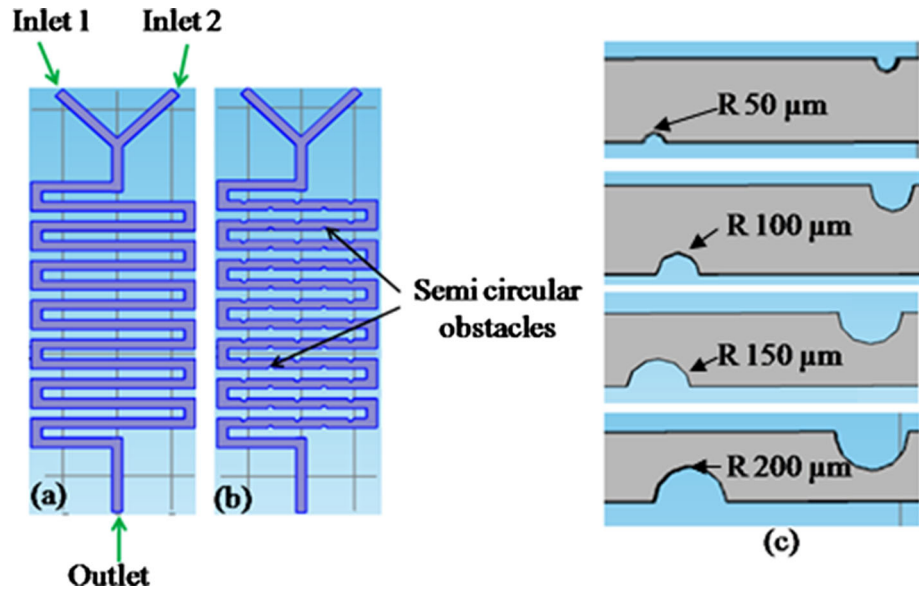 Inlet 1
Inlet 2
(a)
(b)
Outlet
Semi circular
obstacles
R 50 µm
R 100 µm
R 150 µm
R 200 µm
(c)